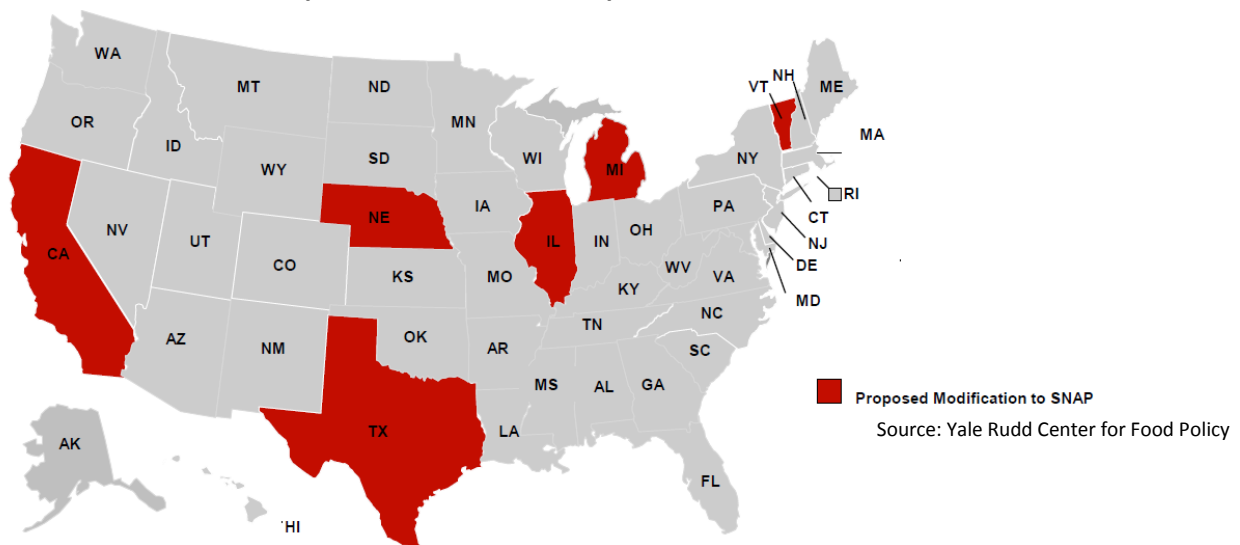 WA
MT
ND
MN
VT
NH
ME
OR
ID
WY
SD
WI
MI
NY
MA
RI
CT
NJ
DE
MD
NV
UT
CO
NE
IA
IL
IN
OH
PA
WV
VA
CA
KS
MO
KY
NC
AZ
NM
OK
AR
TN
SC
MS
AL
GA
TX
LA
FL
AK
HI
Proposed Modification to SNAP
Source: Yale Rudd Center for Food Policy